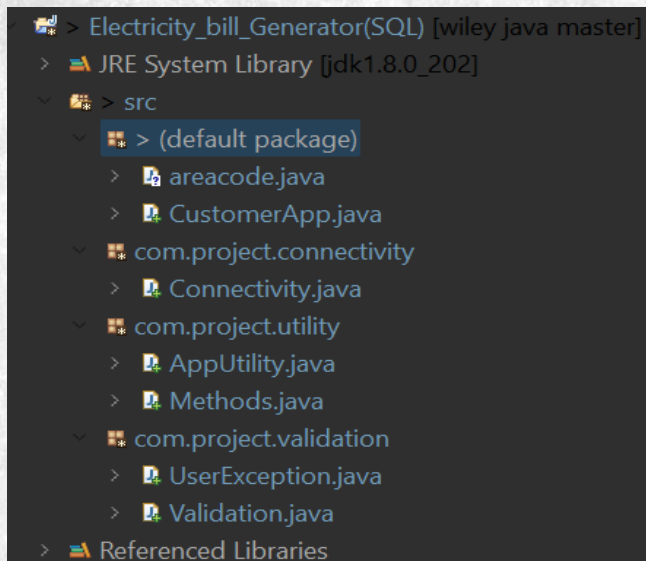 > Electricity_bill_Generator(SQL) [wiley java master]
> JRE System Library [jdk1.8.0_202]
> src
> (default package)
> areacode.java
> CustomerApp.java
com.project.connectivity
> Connectivity.java
com.project.utility
> AppUtility.java
> Methods.java
com.project.validation
> UserException.java
> Validation.java
> Referenced Libraries